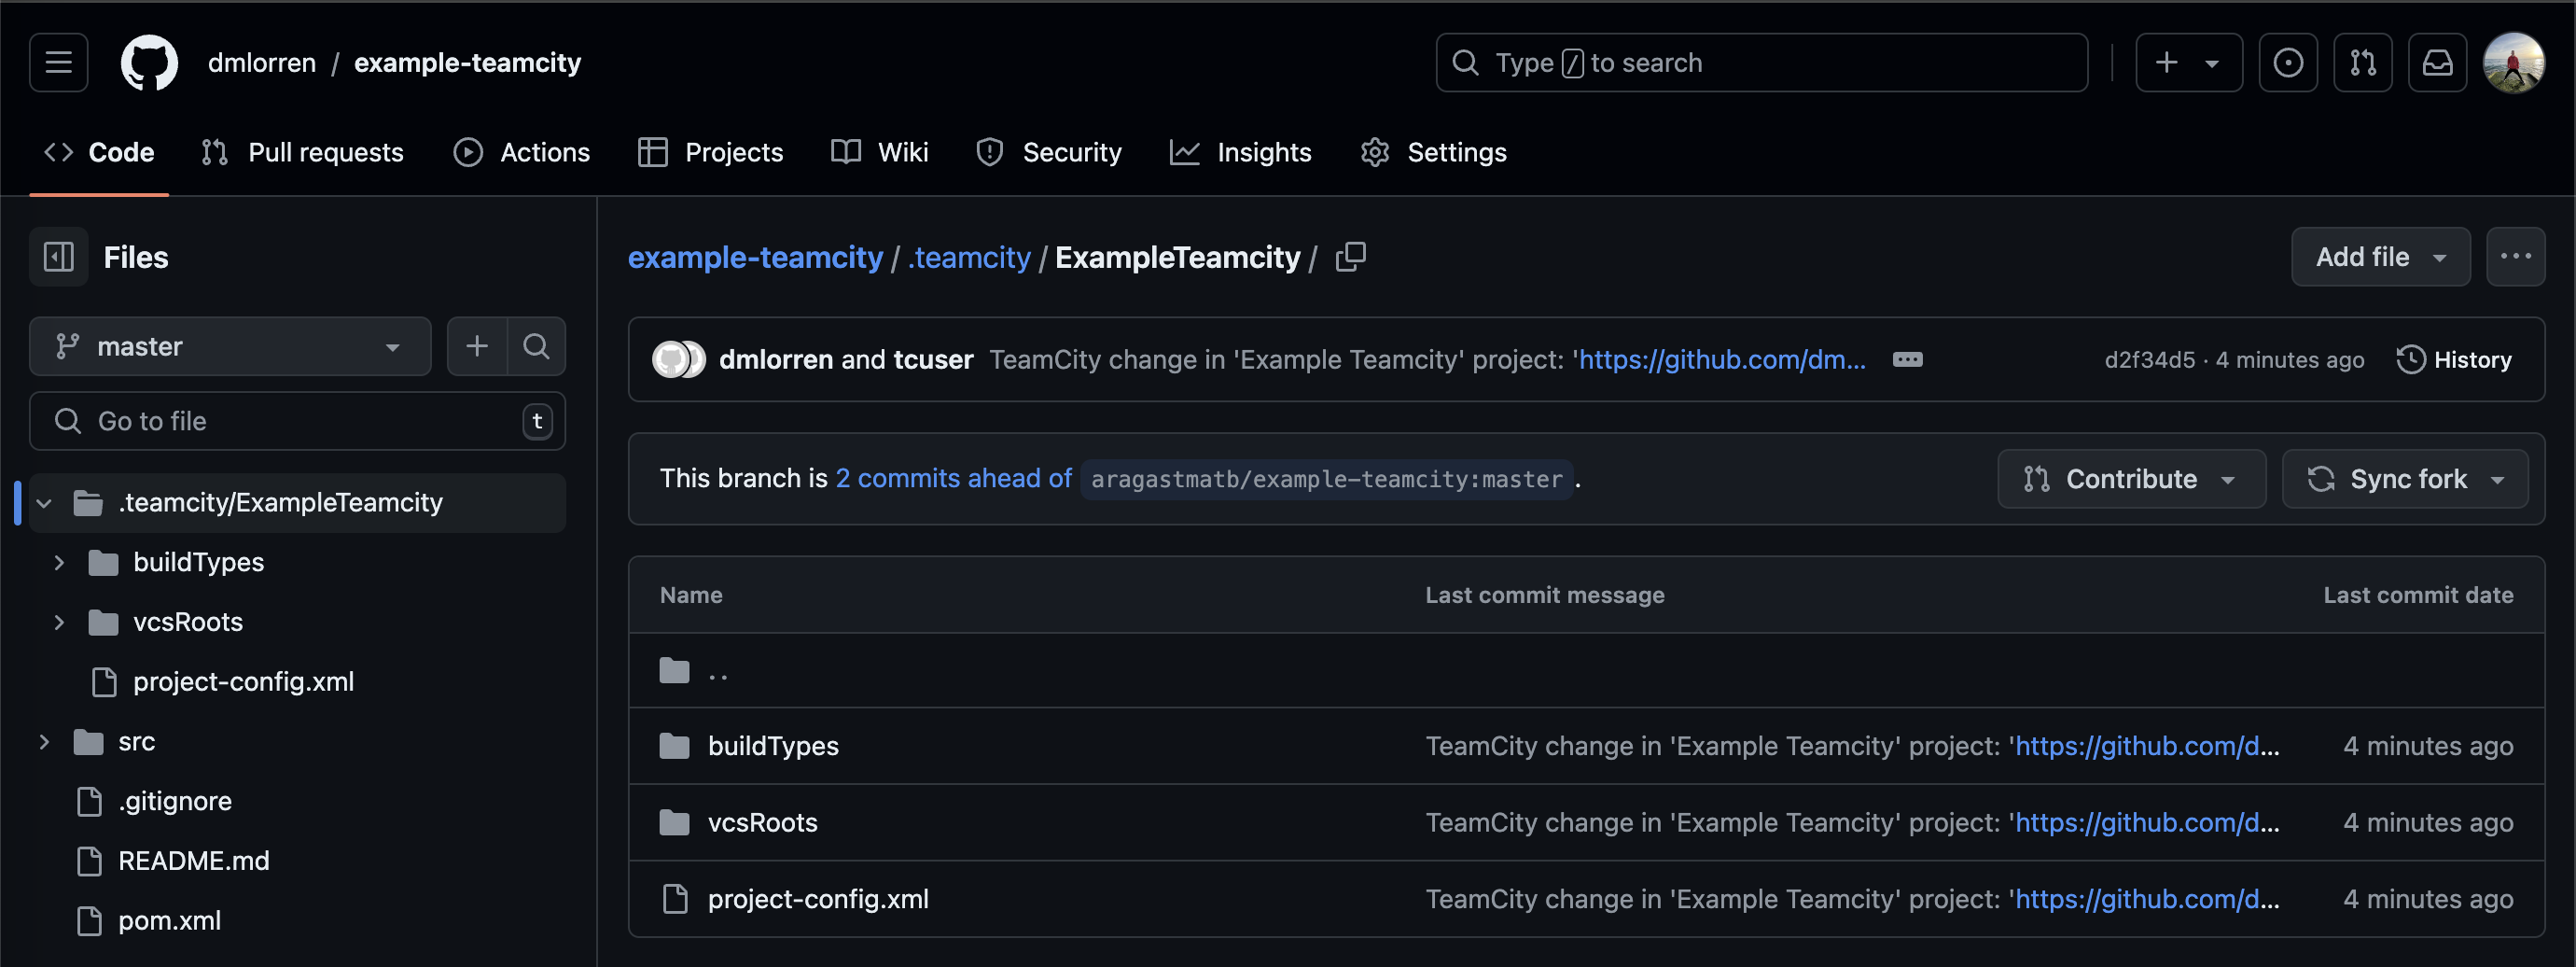 dmlorren / example-teamcity
Type / to search
Code
Pull requests
Actions
Projects
Wiki
Security
Insights
Settings
Files
master
Go to file
t
.teamcity/ExampleTeamcity
buildTypes
vcsRoots
project-config.xml
src
.gitignore
README.md
pom.xml
example-teamcity / .teamcity / ExampleTeamcity /
Add file
dmlorren and tcuser TeamCity change in 'Example Teamcity' project: 'https://github.com/dm...
d2f34d5 · 4 minutes ago
History
This branch is 2 commits ahead of aragastmatb/example-teamcity:master .
Contribute
Sync fork
Name Last commit message Last commit date
..
buildTypes TeamCity change in 'Example Teamcity' project: 'https://github.com/d... 4 minutes ago
vcsRoots TeamCity change in 'Example Teamcity' project: 'https://github.com/d... 4 minutes ago
project-config.xml TeamCity change in 'Example Teamcity' project: 'https://github.com/d... 4 minutes ago